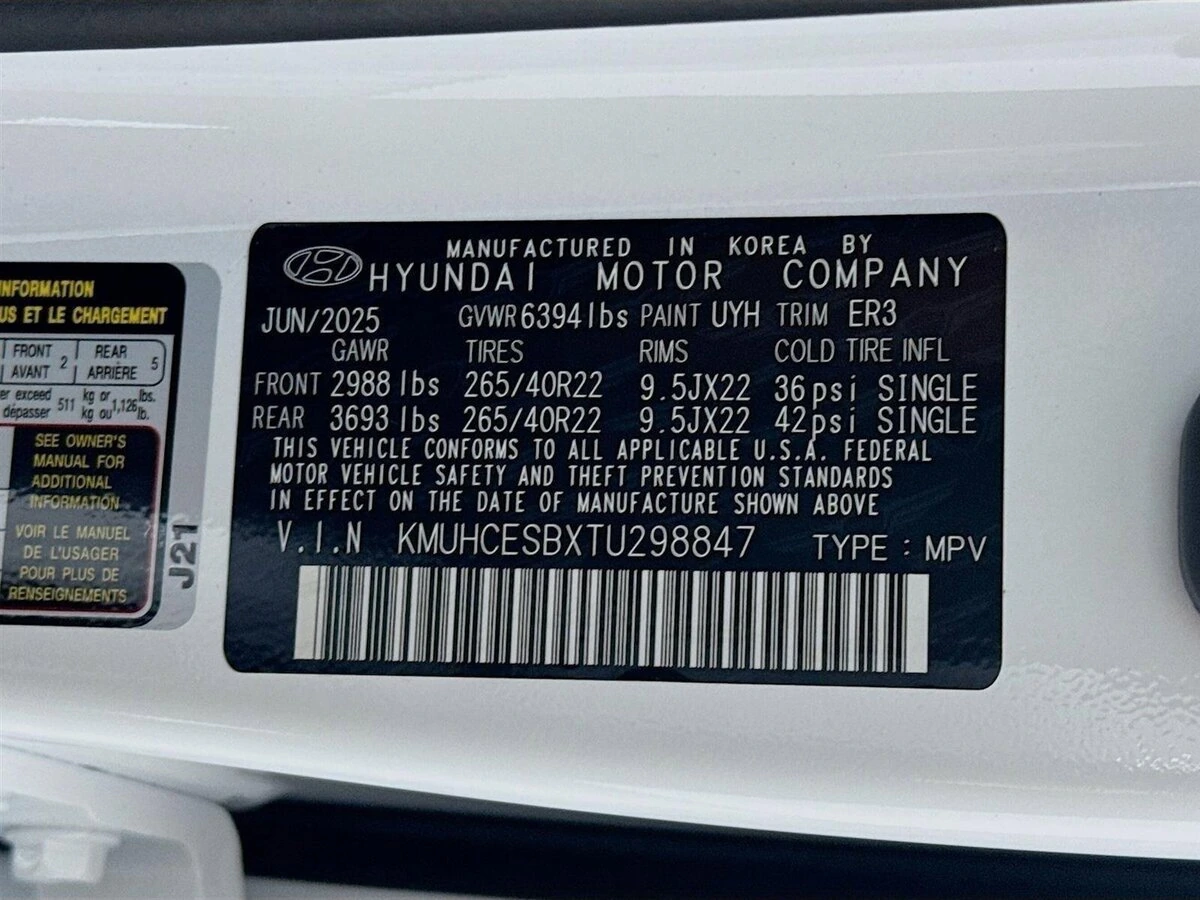 NFORMATION
US ET LE CHARGEMENT
FRONT 2 REAR 5
AVANT ARRIÈRE
er exceed 511 kg or 1,126 lbs.
dépasser kg ou lb.
SEE OWNER'S
MANUAL FOR
ADDITIONAL
INFORMATION
VOIR LE MANUEL
DE L'USAGER
POUR PLUS DE
RENSEIGNEMENTS
J21
MANUFACTURED IN KOREA BY
HYUNDAI MOTOR COMPANY
JUN/2025 GVWR 6394lbs PAINT UYH TRIM ER3
GAWR TIRES RIMS COLD TIRE INFL
FRONT 2988 lbs 265/40R22 9.5JX22 36psi SINGLE
REAR 3693 lbs 265/40R22 9.5JX22 42psi SINGLE
THIS VEHICLE CONFORMS TO ALL APPLICABLE U.S.A. FEDERAL
MOTOR VEHICLE SAFETY AND THEFT PREVENTION STANDARDS
IN EFFECT ON THE DATE OF MANUFACTURE SHOWN ABOVE
V.I.N KMUHCESBXTU298847 TYPE : MPV